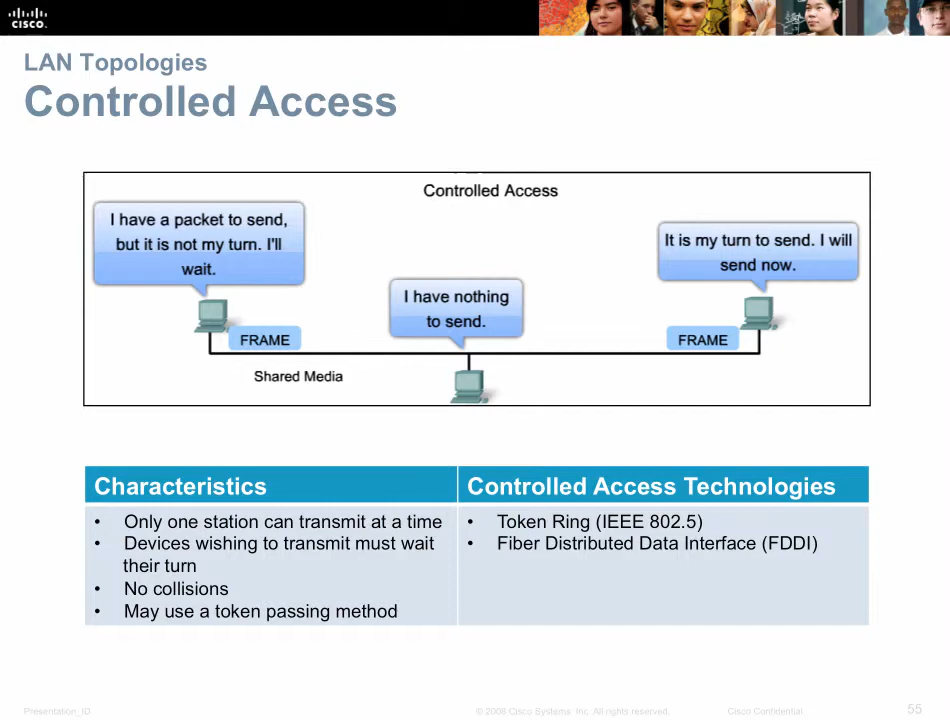 CISCO
LAN Topologies
Controlled Access
Controlled Access
I have a packet to send,
but it is not my turn. I'll
wait.
It is my turn to send. I will
send now.
I have nothing
to send.
FRAME
FRAME
Shared Media
Characteristics
• Only one station can transmit at a time
• Devices wishing to transmit must wait
their turn
• No collisions
• May use a token passing method
Controlled Access Technologies
• Token Ring (IEEE 802.5)
• Fiber Distributed Data Interface (FDDI)
Presentation_ID
© 2008 Cisco Systems, Inc. All rights reserved.
Cisco Confidential
55